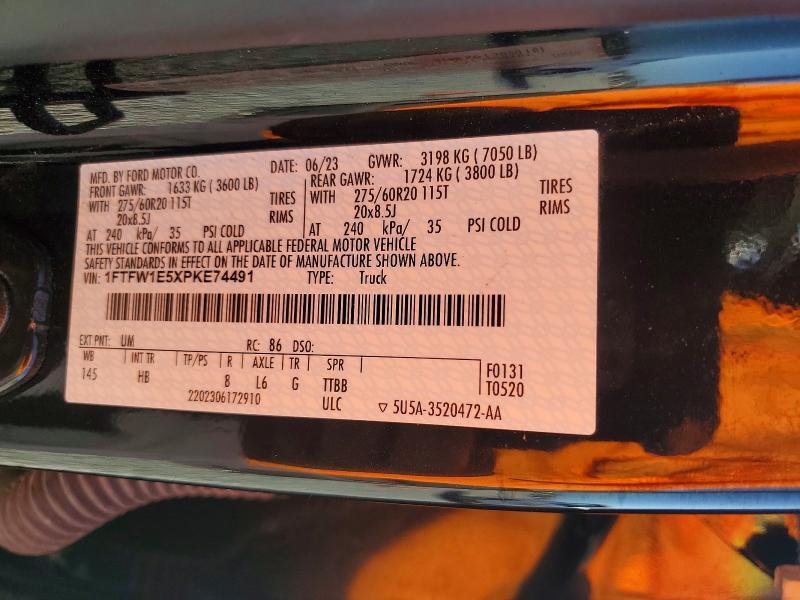 MFD. BY FORD MOTOR CO. DATE: 06/23 GVWR: 3198 KG ( 7050 LB)
FRONT GAWR: 1633 KG ( 3600 LB) REAR GAWR: 1724 KG ( 3800 LB)
WITH 275/60R20 115T TIRES WITH 275/60R20 115T TIRES
20x8.5J RIMS 20x8.5J RIMS
AT 240 kPa/ 35 PSI COLD AT 240 kPa/ 35 PSI COLD
THIS VEHICLE CONFORMS TO ALL APPLICABLE FEDERAL MOTOR VEHICLE
SAFETY STANDARDS IN EFFECT ON THE DATE OF MANUFACTURE SHOWN ABOVE.
VIN: 1FTFW1E5XPKE74491 TYPE: Truck
EXT PNT: UM RC: 86 DSO:
WB INT TR TP/PS R AXLE TR SPR F0131
145 HB 8 L6 G TTBB T0520
2202306172910 ULC ▽ 5U5A-3520472-AA